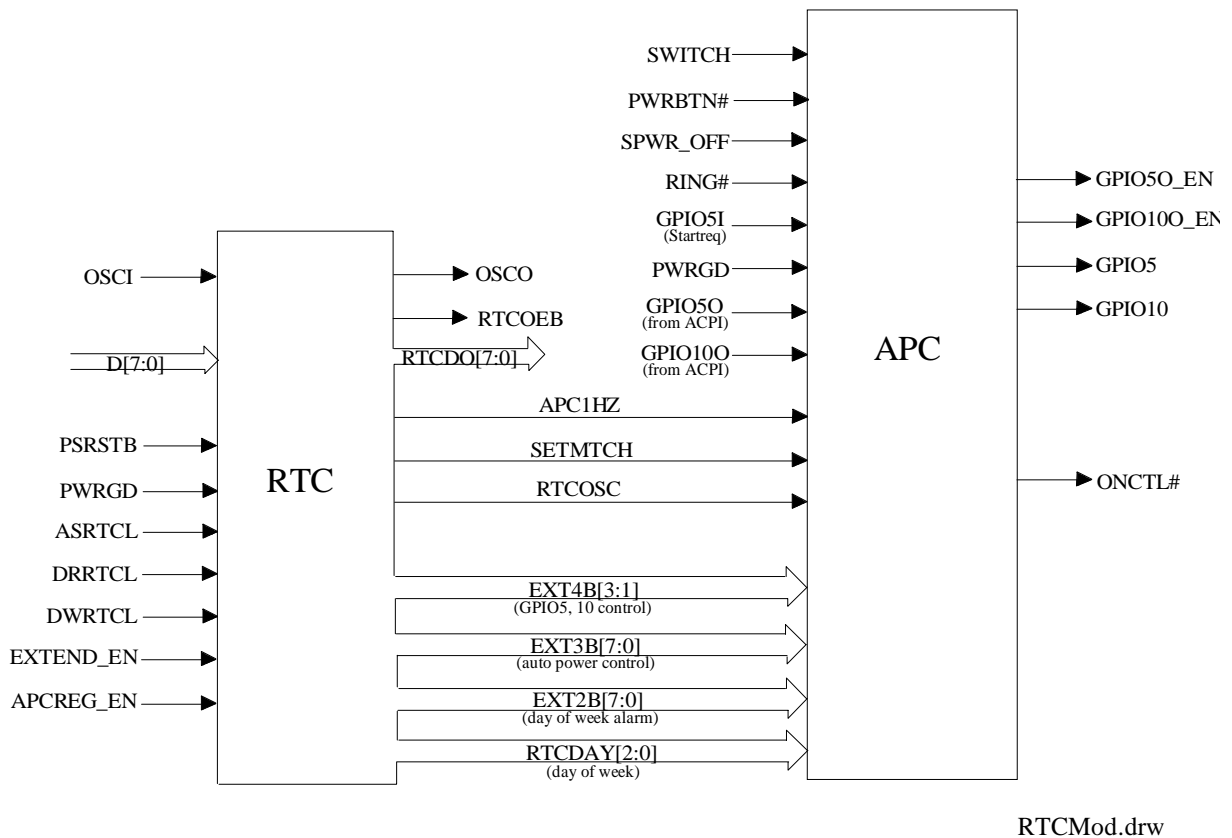 SWITCH
PWRBTN#
SPWR_OFF
RING#
GPIO5I
(Startreq)
PWRGD
GPIO5O
(from ACPI)
GPIO10O
(from ACPI)
APC
GPIO5O_EN
GPIO10O_EN
GPIO5
GPIO10
ONCTL#
OSCI
D[7:0]
PSRSTB
PWRGD
ASRTCL
DRRTCL
DWRTCL
EXTEND_EN
APCREG_EN
RTC
OSCO
RTCOEB
RTCDO[7:0]
APC1HZ
SETMTCH
RTCOSC
EXT4B[3:1]
(GPIO5, 10 control)
EXT3B[7:0]
(auto power control)
EXT2B[7:0]
(day of week alarm)
RTCDAY[2:0]
(day of week)
RTCMod.drw